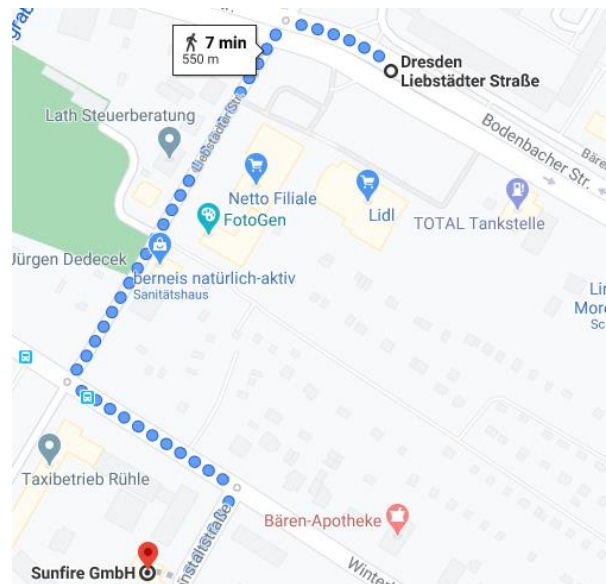 7 min
550 m
Dresden
Liebstädter Straße
Lath Steuerberatung
Liebstädter Str.
Bodenbacher Str.
Netto Filiale
Lidl
FotoGen
TOTAL Tankstelle
Jürgen Dedecek
berneis natürlich-aktiv
Sanitätshaus
Taxibetrieb Rühle
Bären-Apotheke
Sunfire GmbH